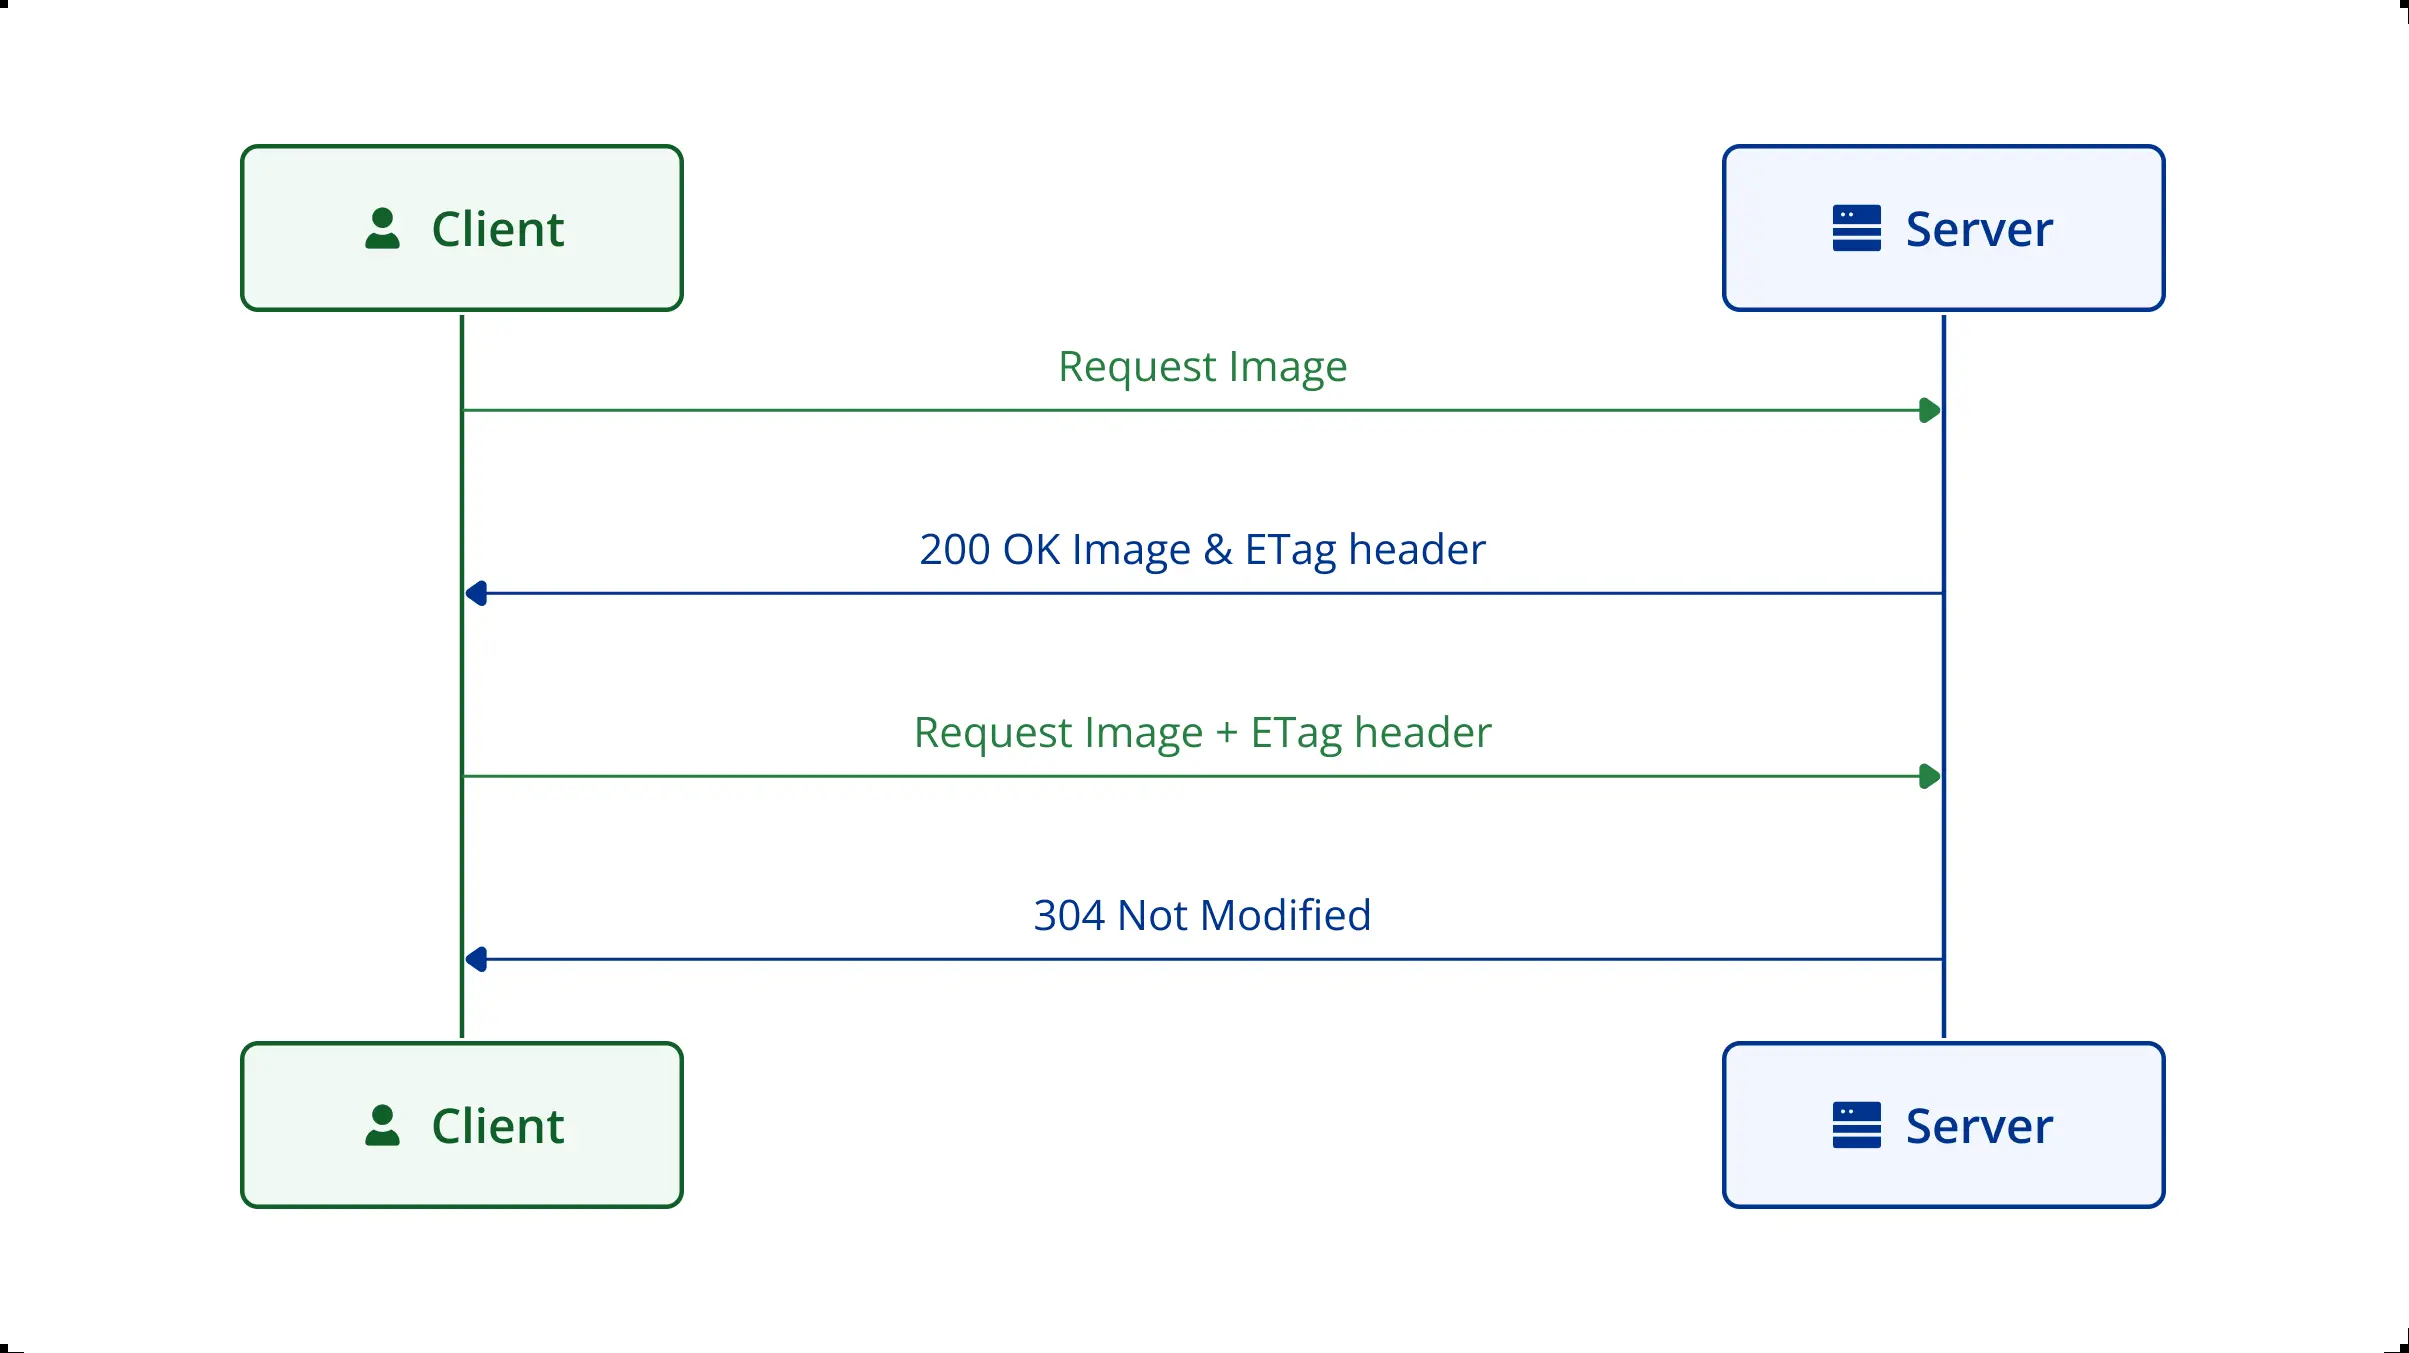 Client
Server
Request Image
200 OK Image & ETag header
Request Image + ETag header
304 Not Modified
Client
Server